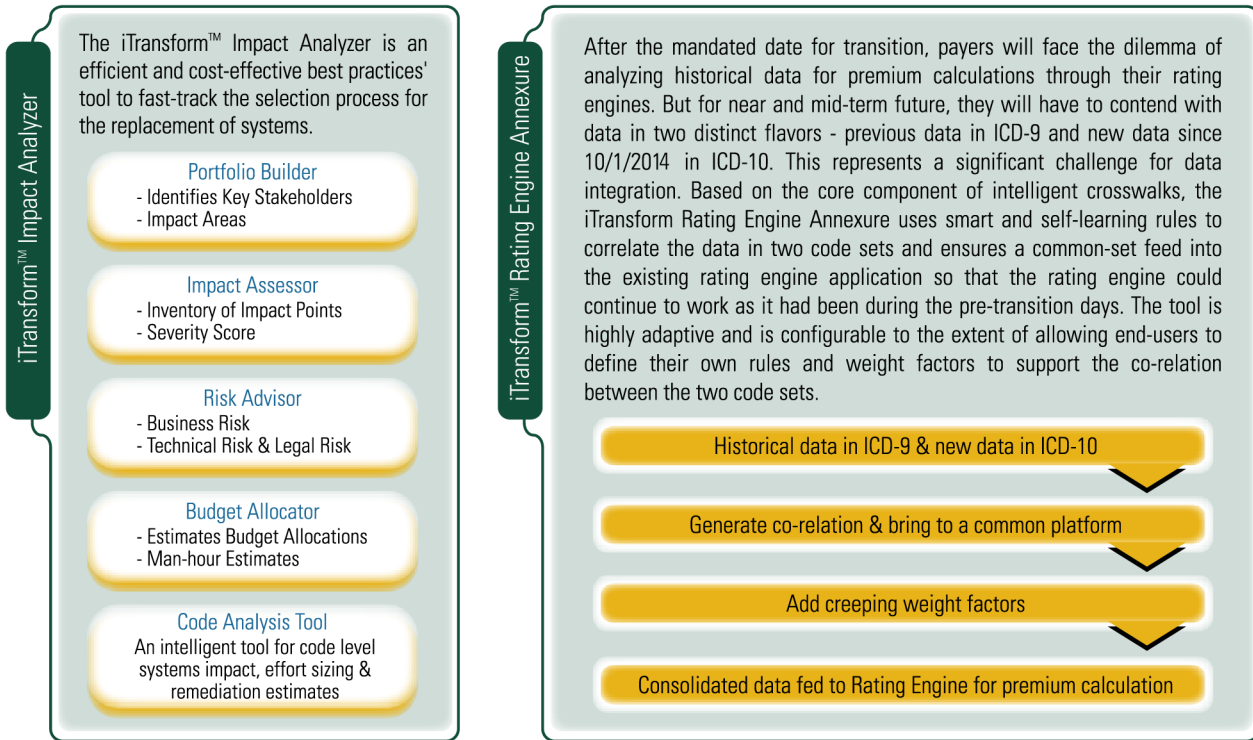 iTransform™ Impact Analyzer
The iTransform™ Impact Analyzer is an
efficient and cost-effective best practices'
tool to fast-track the selection process for
the replacement of systems.
Portfolio Builder
- Identifies Key Stakeholders
- Impact Areas
Impact Assessor
- Inventory of Impact Points
- Severity Score
Risk Advisor
- Business Risk
- Technical Risk & Legal Risk
Budget Allocator
- Estimates Budget Allocations
- Man-hour Estimates
Code Analysis Tool
An intelligent tool for code level
systems impact, effort sizing &
remediation estimates
iTransform™ Rating Engine Annexure
After the mandated date for transition, payers will face the dilemma of
analyzing historical data for premium calculations through their rating
engines. But for near and mid-term future, they will have to contend with
data in two distinct flavors - previous data in ICD-9 and new data since
10/1/2014 in ICD-10. This represents a significant challenge for data
integration. Based on the core component of intelligent crosswalks, the
iTransform Rating Engine Annexure uses smart and self-learning rules to
correlate the data in two code sets and ensures a common-set feed into
the existing rating engine application so that the rating engine could
continue to work as it had been during the pre-transition days. The tool is
highly adaptive and is configurable to the extent of allowing end-users to
define their own rules and weight factors to support the co-relation
between the two code sets.
Historical data in ICD-9 & new data in ICD-10
Generate co-relation & bring to a common platform
Add creeping weight factors
Consolidated data fed to Rating Engine for premium calculation